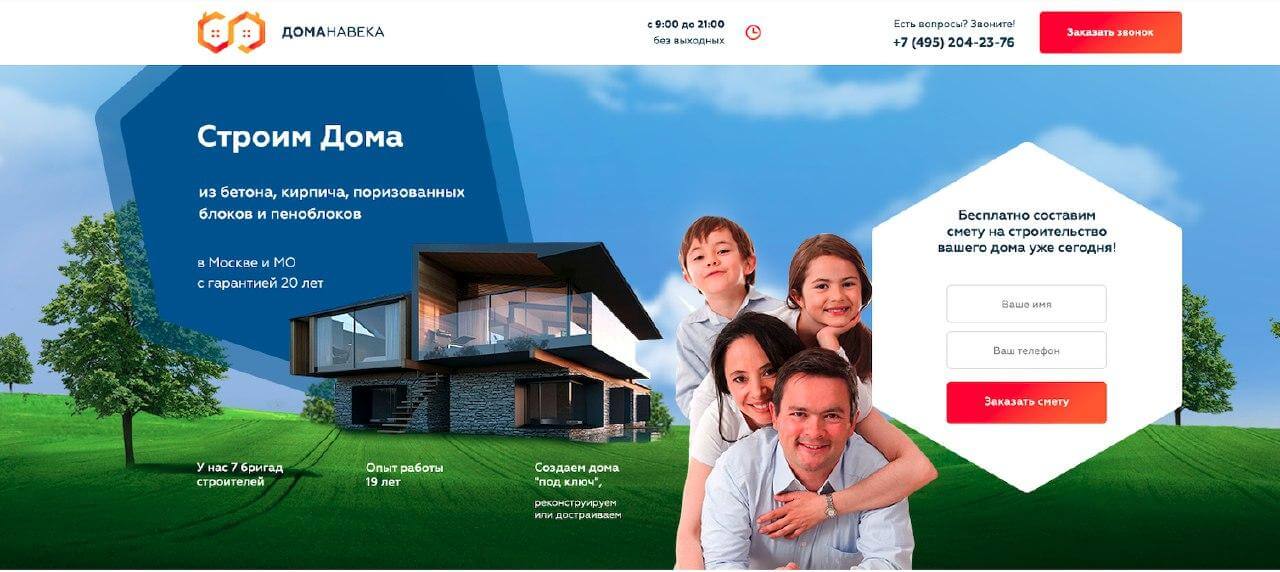 ДОМАНАВЕКА
с 9:00 до 21:00
без выходных
Есть вопросы? Звоните!
+7 (495) 204-23-76
Заказать звонок
Строим Дома
из бетона, кирпича, поризованных
блоков и пеноблоков
в Москве и МО
с гарантией 20 лет
Бесплатно составим
смету на строительство
вашего дома уже сегодня!
Ваше имя
Ваш телефон
Заказать смету
У нас 7 бригад
строителей
Опыт работы
19 лет
Создаем дома
"под ключ",
реконструируем
или достраиваем